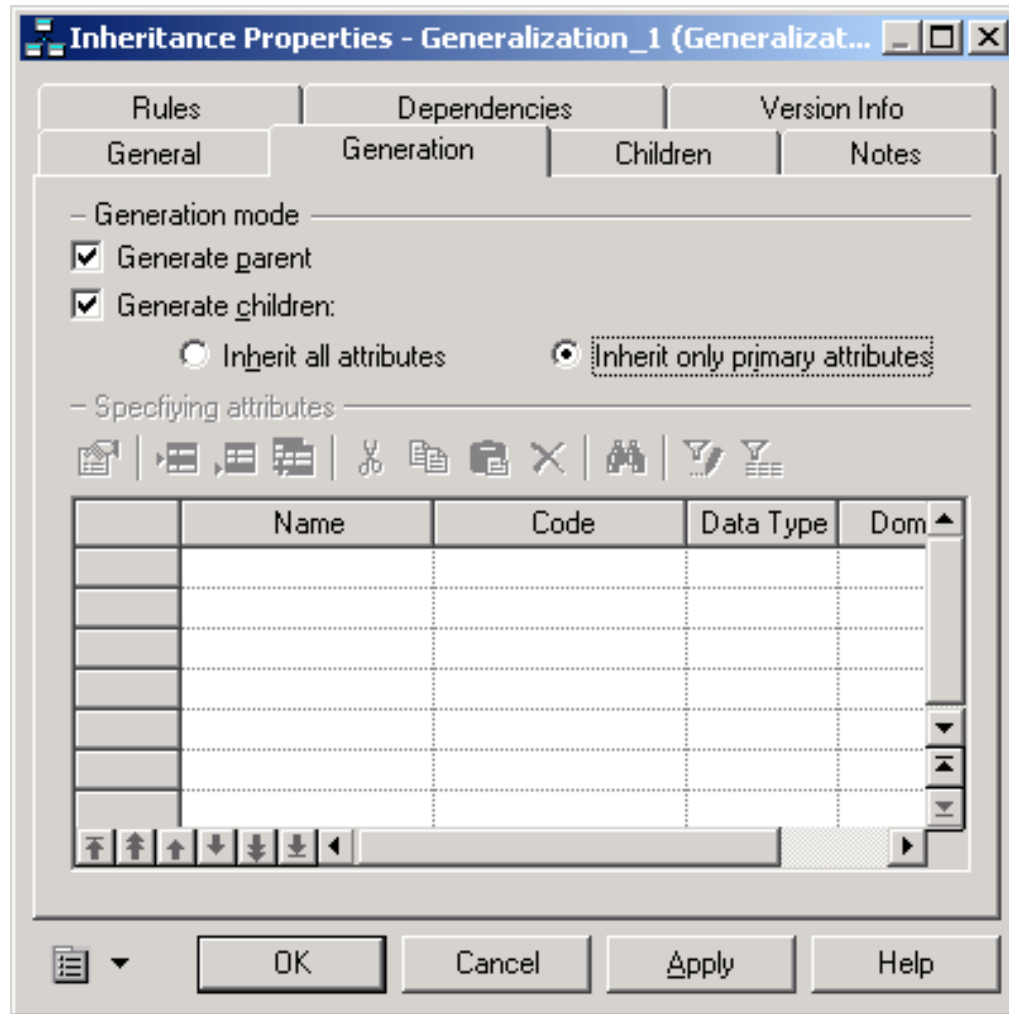 Inheritance Properties - Generalization_1 (Generalizat...
Rules Dependencies Version Info
General Generation Children Notes
Generation mode
Generate parent
Generate children:
Inherit all attributes Inherit only primary attributes
Specfiying attributes
Name Code Data Type Dom
OK Cancel Apply Help